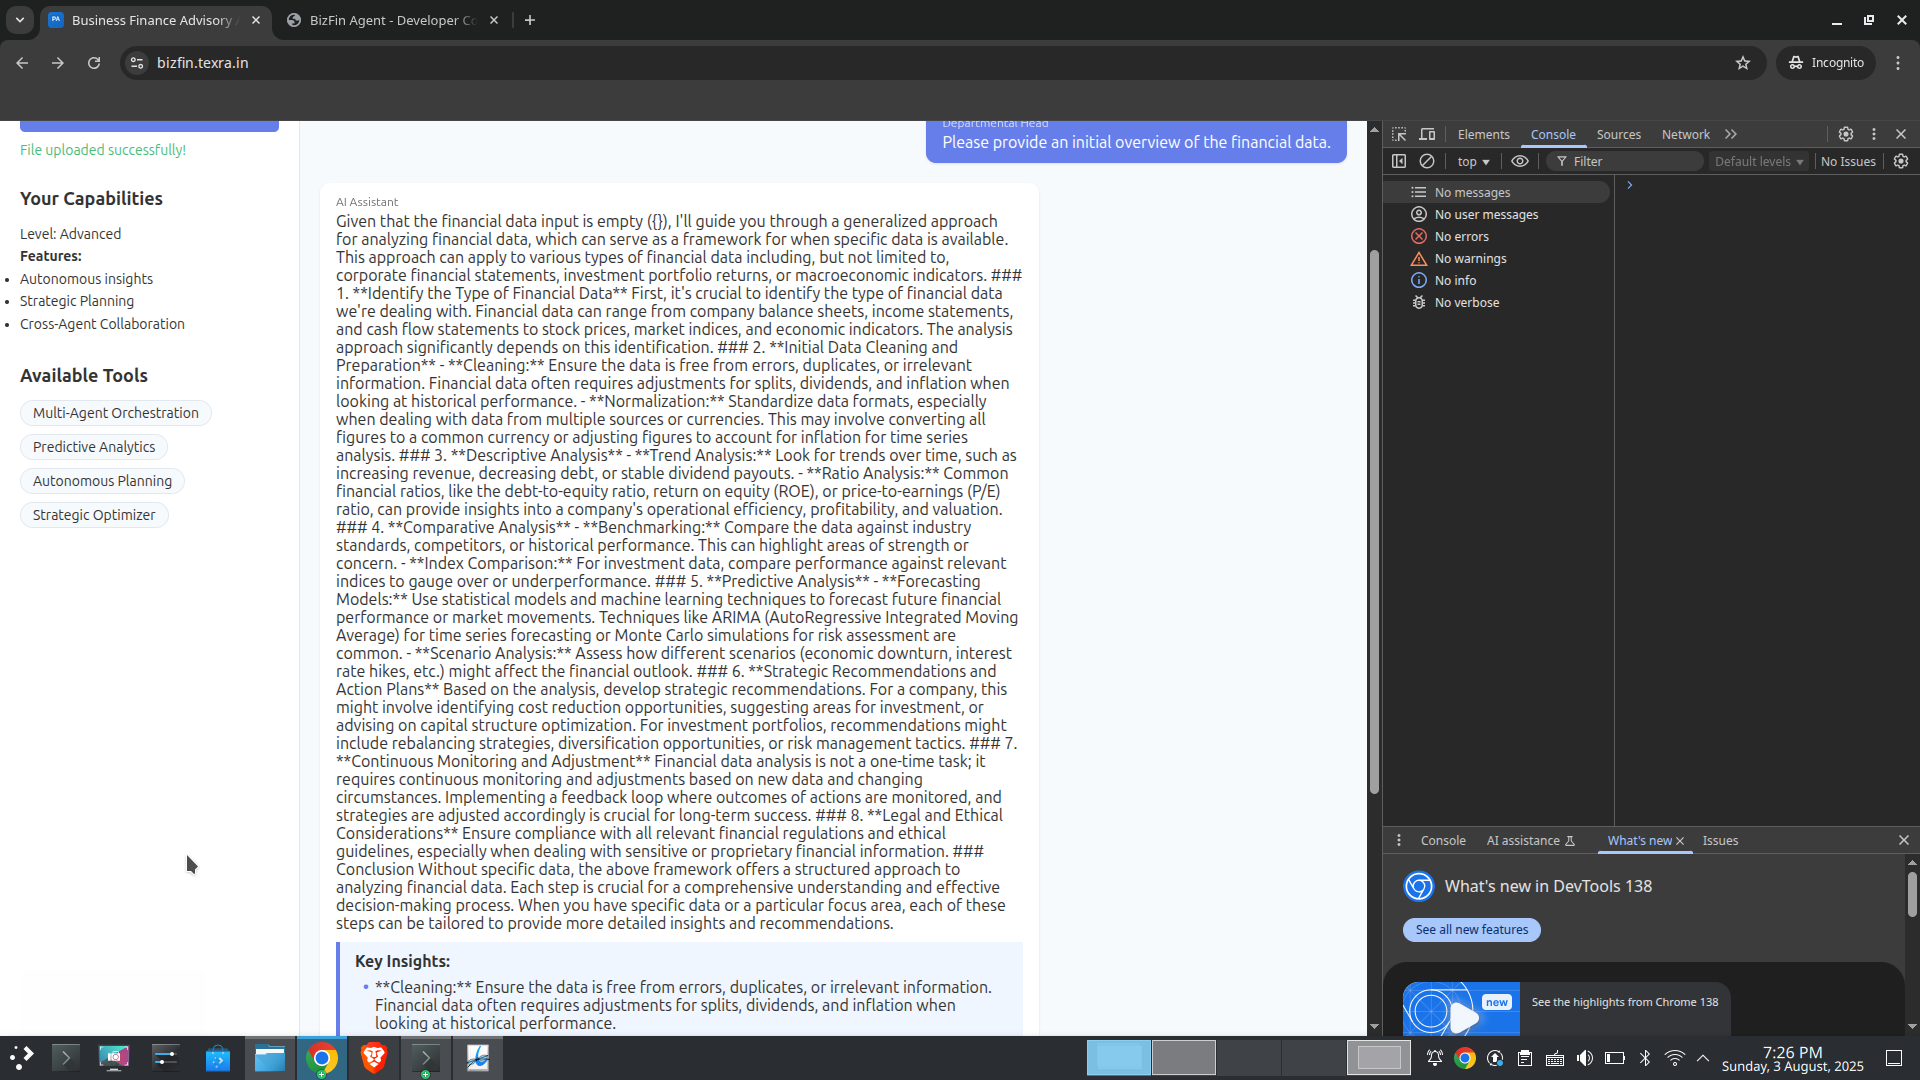 PA
Business Finance Advisory A
BizFin Agent - Developer Co
bizfin.texra.in
Incognito
File uploaded successfully!
Your Capabilities
Level: Advanced
Features:
Autonomous insights
Strategic Planning
Cross-Agent Collaboration
Available Tools
Multi-Agent Orchestration
Predictive Analytics
Autonomous Planning
Strategic Optimizer
Departmental Head
Please provide an initial overview of the financial data.
AI Assistant
Given that the financial data input is empty ({}), I'll guide you through a generalized approach
for analyzing financial data, which can serve as a framework for when specific data is available.
This approach can apply to various types of financial data including, but not limited to,
corporate financial statements, investment portfolio returns, or macroeconomic indicators. ###
1. **Identify the Type of Financial Data** First, it's crucial to identify the type of financial data
we're dealing with. Financial data can range from company balance sheets, income statements,
and cash flow statements to stock prices, market indices, and economic indicators. The analysis
approach significantly depends on this identification. ### 2. **Initial Data Cleaning and
Preparation** - **Cleaning:** Ensure the data is free from errors, duplicates, or irrelevant
information. Financial data often requires adjustments for splits, dividends, and inflation when
looking at historical performance. - **Normalization:** Standardize data formats, especially
when dealing with data from multiple sources or currencies. This may involve converting all
figures to a common currency or adjusting figures to account for inflation for time series
analysis. ### 3. **Descriptive Analysis** - **Trend Analysis:** Look for trends over time, such as
increasing revenue, decreasing debt, or stable dividend payouts. - **Ratio Analysis:** Common
financial ratios, like the debt-to-equity ratio, return on equity (ROE), or price-to-earnings (P/E)
ratio, can provide insights into a company's operational efficiency, profitability, and valuation.
### 4. **Comparative Analysis** - **Benchmarking:** Compare the data against industry
standards, competitors, or historical performance. This can highlight areas of strength or
concern. - **Index Comparison:** For investment data, compare performance against relevant
indices to gauge over or underperformance. ### 5. **Predictive Analysis** - **Forecasting
Models:** Use statistical models and machine learning techniques to forecast future financial
performance or market movements. Techniques like ARIMA (AutoRegressive Integrated Moving
Average) for time series forecasting or Monte Carlo simulations for risk assessment are
common. - **Scenario Analysis:** Assess how different scenarios (economic downturn, interest
rate hikes, etc.) might affect the financial outlook. ### 6. **Strategic Recommendations and
Action Plans** Based on the analysis, develop strategic recommendations. For a company, this
might involve identifying cost reduction opportunities, suggesting areas for investment, or
advising on capital structure optimization. For investment portfolios, recommendations might
include rebalancing strategies, diversification opportunities, or risk management tactics. ### 7.
**Continuous Monitoring and Adjustment** Financial data analysis is not a one-time task; it
requires continuous monitoring and adjustments based on new data and changing
circumstances. Implementing a feedback loop where outcomes of actions are monitored, and
strategies are adjusted accordingly is crucial for long-term success. ### 8. **Legal and Ethical
Considerations** Ensure compliance with all relevant financial regulations and ethical
guidelines, especially when dealing with sensitive or proprietary financial information. ###
Conclusion Without specific data, the above framework offers a structured approach to
analyzing financial data. Each step is crucial for a comprehensive understanding and effective
decision-making process. When you have specific data or a particular focus area, each of these
steps can be tailored to provide more detailed insights and recommendations.
Key Insights:
**Cleaning:** Ensure the data is free from errors, duplicates, or irrelevant information.
Financial data often requires adjustments for splits, dividends, and inflation when
looking at historical performance.
Elements Console Sources Network
top Filter Default levels No Issues
No messages
No user messages
No errors
No warnings
No info
No verbose
Console AI assistance What's new Issues
What's new in DevTools 138
See all new features
new
See the highlights from Chrome 138
7:26 PM
Sunday, 3 August, 2025